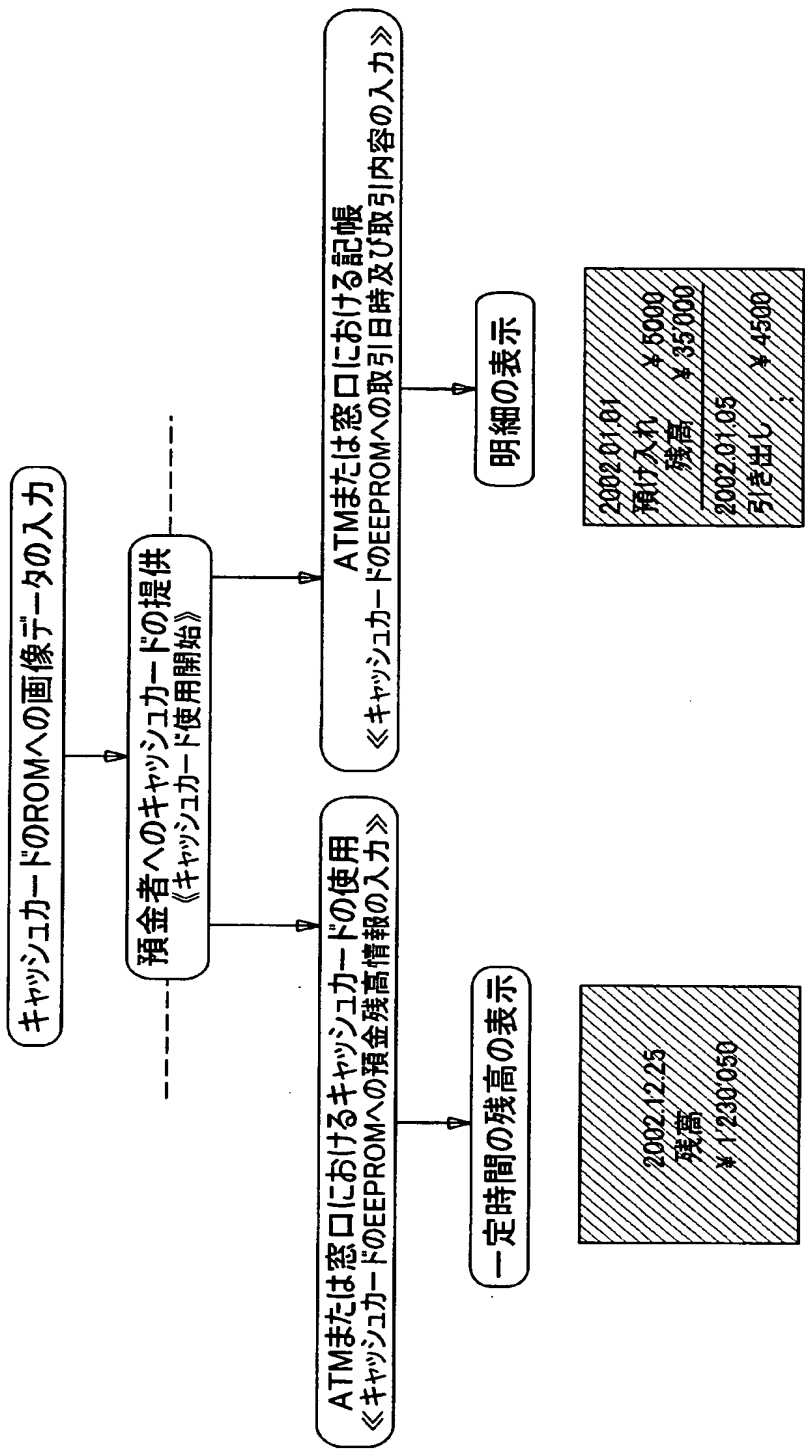 キャッシュカードのROMへの画像データの入力
預金者へのキャッシュカードの提供
《キャッシュカード使用開始》
ATMまたは窓口におけるキャッシュカードの使用
《キャッシュカードのEEPROMへの預金残高情報の入力》
一定時間の残高の表示
2002.12.25
残高
¥1'230'050
ATMまたは窓口における記帳
《キャッシュカードのEEPROMへの取引日時及び取引内容の入力》
明細の表示
2002.01.01
預け入れ ¥5000
残高 ¥35'000
2002.01.05
引き出し ¥4500